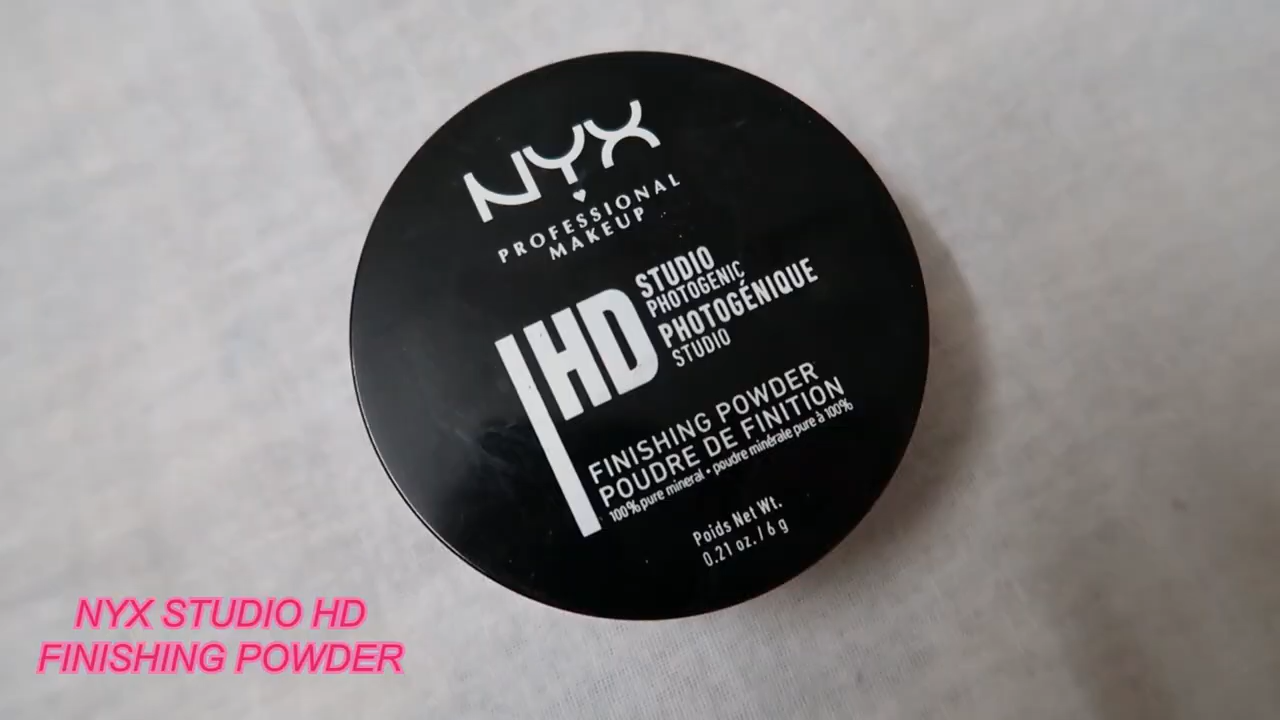 NYX
PROFESSIONAL
MAKEUP
HD
STUDIO
PHOTOGENIC
PHOTOGÉNIQUE
STUDIO
FINISHING POWDER
POUDRE DE FINITION
100% pure mineral • poudre minérale pure à 100%
Poids Net Wt.
0.21 oz. / 6 g
NYX STUDIO HD
FINISHING POWDER